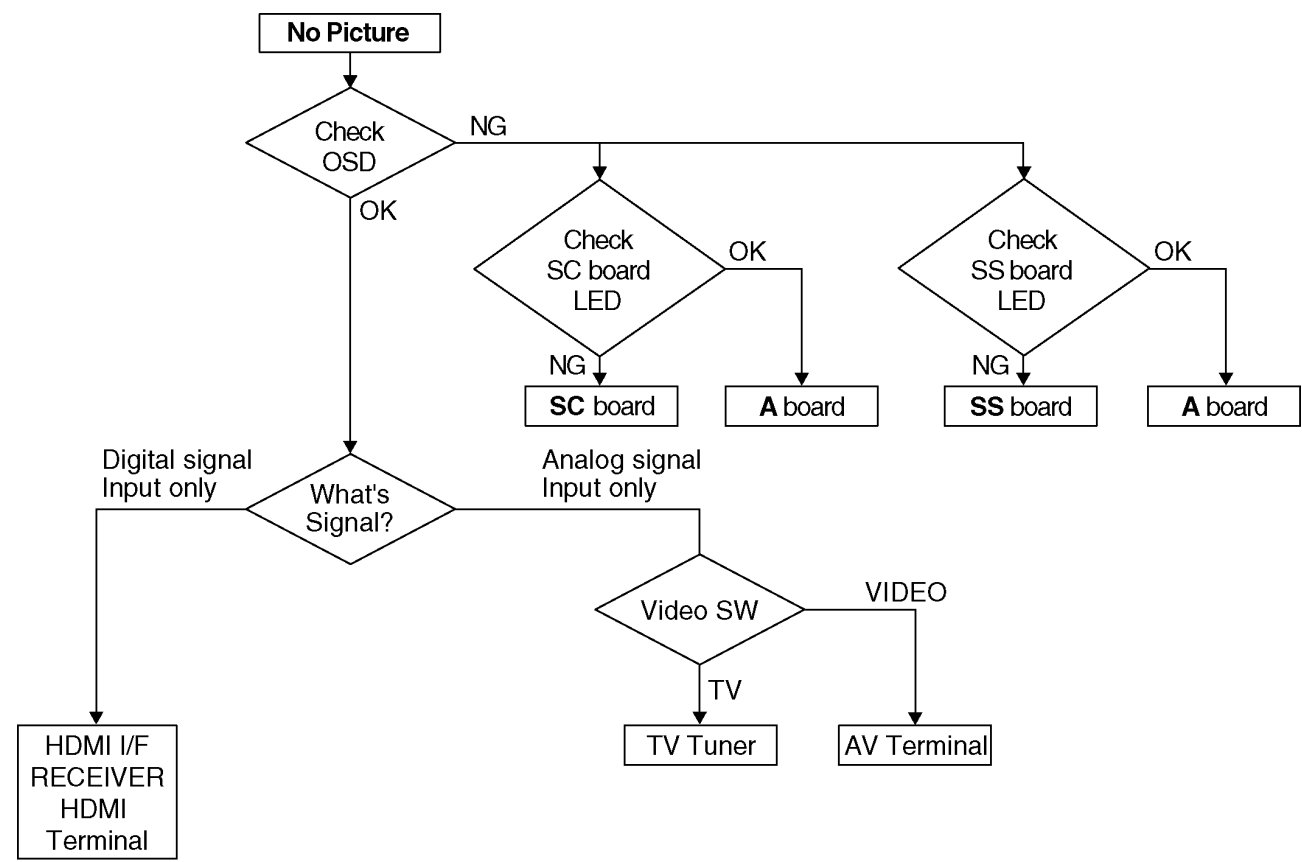 No Picture
Check
OSD
NG
OK
Check
SC board
LED
OK
NG
SC board
A board
Check
SS board
LED
OK
NG
SS board
A board
What's
Signal?
Digital signal
Input only
Analog signal
Input only
Video SW
VIDEO
TV
HDMI I/F
RECEIVER
HDMI
Terminal
TV Tuner
AV Terminal